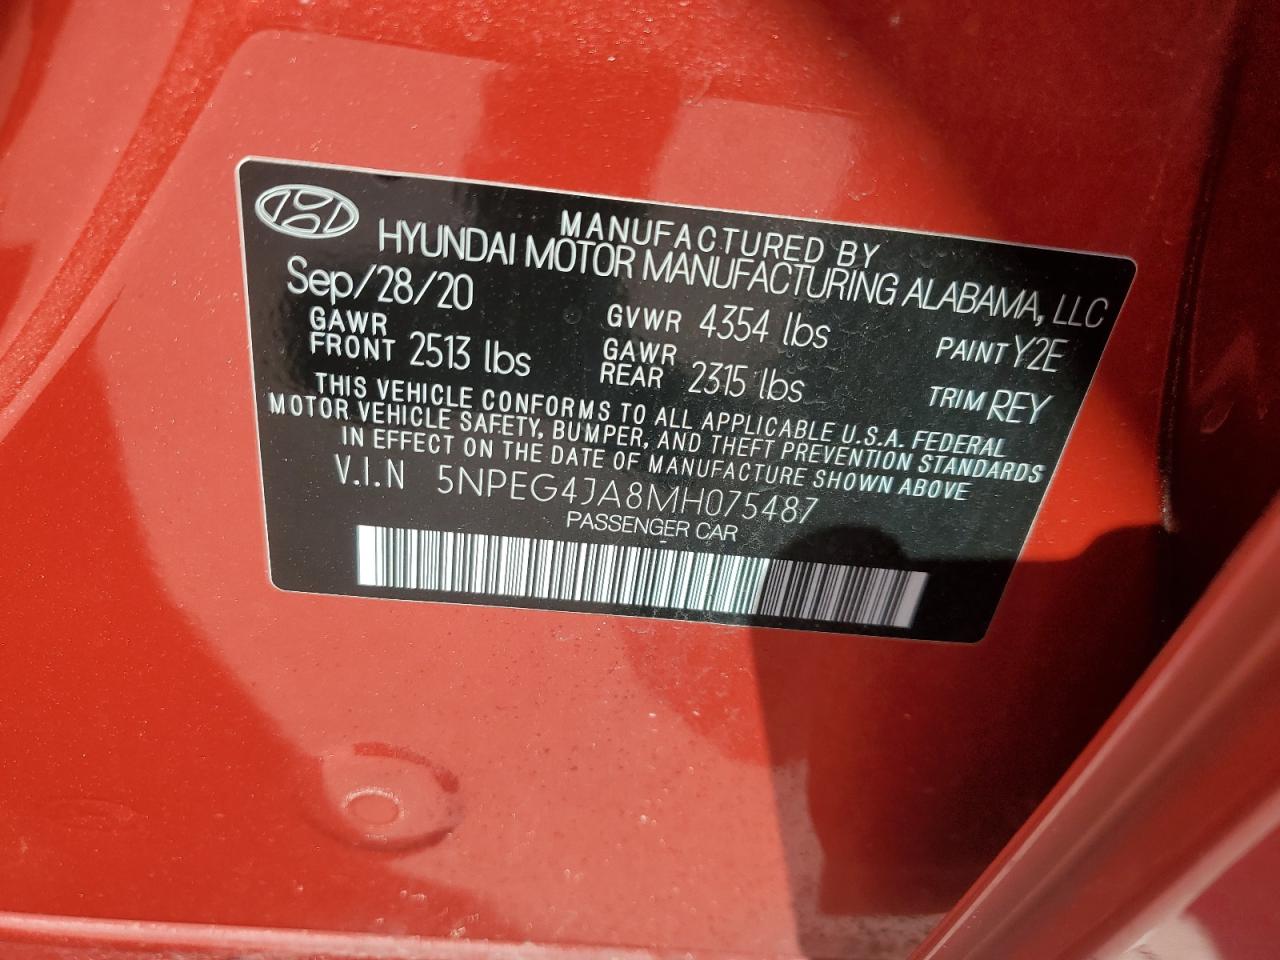 MANUFACTURED BY
HYUNDAI MOTOR MANUFACTURING ALABAMA, LLC
Sep/28/20
GVWR 4354 lbs
PAINT Y2E
GAWR FRONT 2513 lbs
GAWR REAR 2315 lbs
TRIM REY
THIS VEHICLE CONFORMS TO ALL APPLICABLE U.S.A. FEDERAL
MOTOR VEHICLE SAFETY, BUMPER, AND THEFT PREVENTION STANDARDS
IN EFFECT ON THE DATE OF MANUFACTURE SHOWN ABOVE
V.I.N 5NPEG4JA8MH075487
PASSENGER CAR